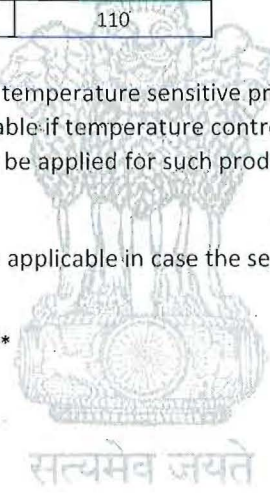 110
temperature sensitive pr
able if temperature contr
be applied for such prod
applicable in case the se
*
सत्यमेव जयते